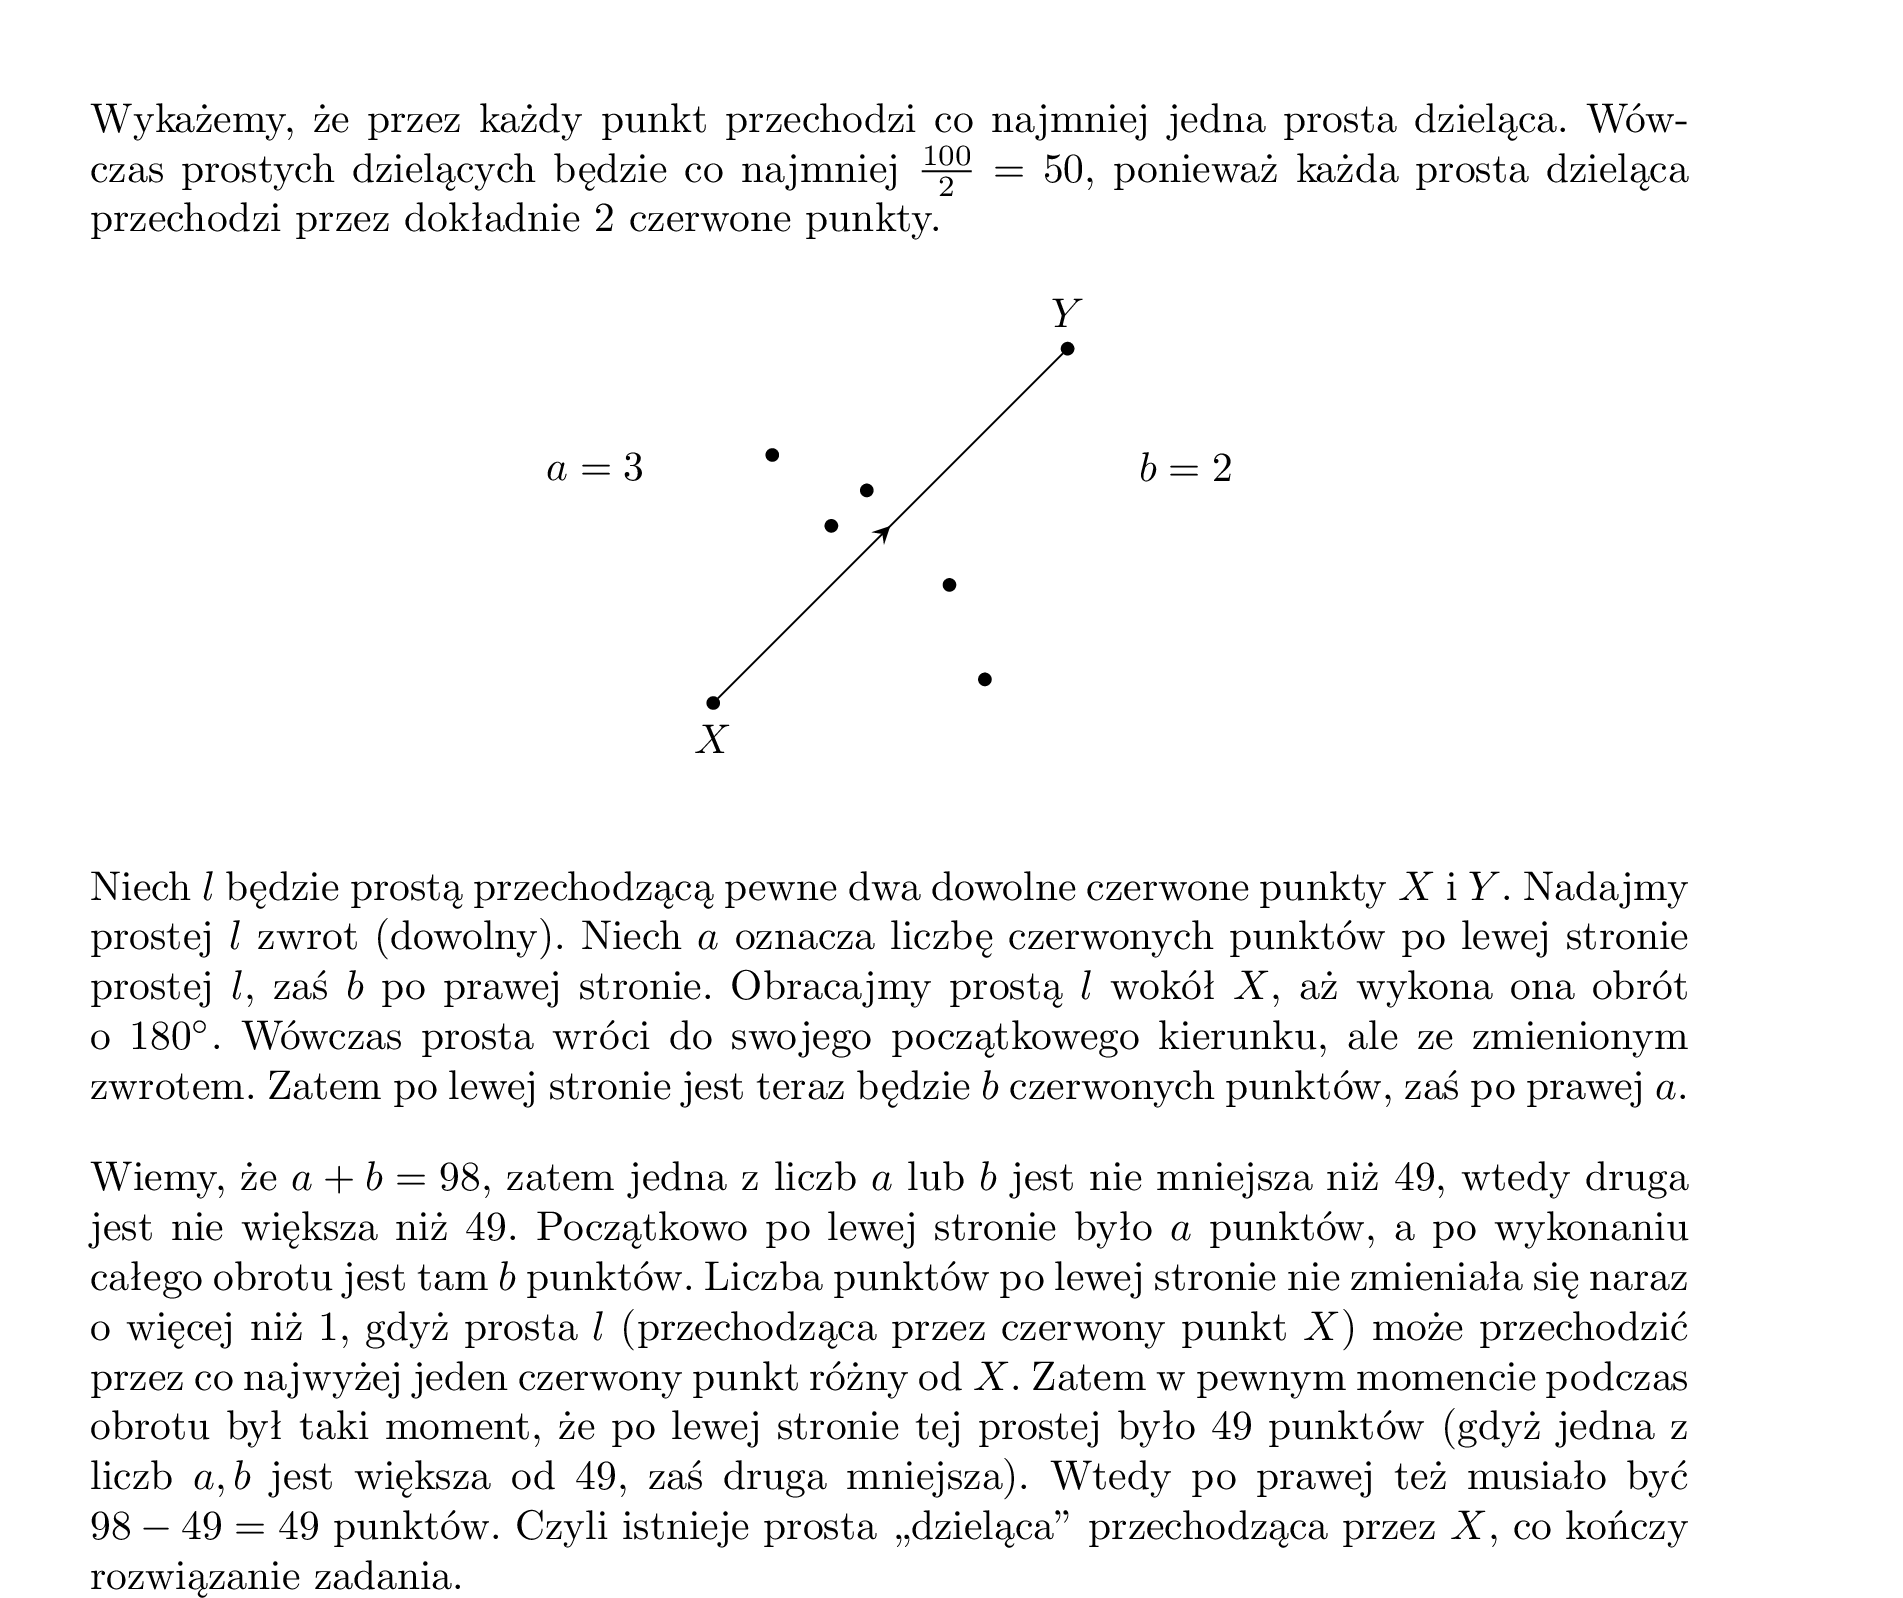 Wykażemy, że przez każdy punkt przechodzi co najmniej jedna prosta dzieląca. Wów-
czas prostych dzielących będzie co najmniej \frac{100}{2} = 50, ponieważ każda prosta dzieląca
przechodzi przez dokładnie 2 czerwone punkty.
Y
a = 3
b = 2
X
Niech l będzie prostą przechodzącą pewne dwa dowolne czerwone punkty X i Y. Nadajmy
prostej l zwrot (dowolny). Niech a oznacza liczbę czerwonych punktów po lewej stronie
prostej l, zaś b po prawej stronie. Obracajmy prostą l wokół X, aż wykona ona obrót
o 180°. Wówczas prosta wróci do swojego początkowego kierunku, ale ze zmienionym
zwrotem. Zatem po lewej stronie jest teraz będzie b czerwonych punktów, zaś po prawej a.
Wiemy, że a + b = 98, zatem jedna z liczb a lub b jest nie mniejsza niż 49, wtedy druga
jest nie większa niż 49. Początkowo po lewej stronie było a punktów, a po wykonaniu
całego obrotu jest tam b punktów. Liczba punktów po lewej stronie nie zmieniała się naraz
o więcej niż 1, gdyż prosta l (przechodząca przez czerwony punkt X) może przechodzić
przez co najwyżej jeden czerwony punkt różny od X. Zatem w pewnym momencie podczas
obrotu był taki moment, że po lewej stronie tej prostej było 49 punktów (gdyż jedna z
liczb a, b jest większa od 49, zaś druga mniejsza). Wtedy po prawej też musiało być
98 − 49 = 49 punktów. Czyli istnieje prosta „dzieląca” przechodząca przez X, co kończy
rozwiązanie zadania.